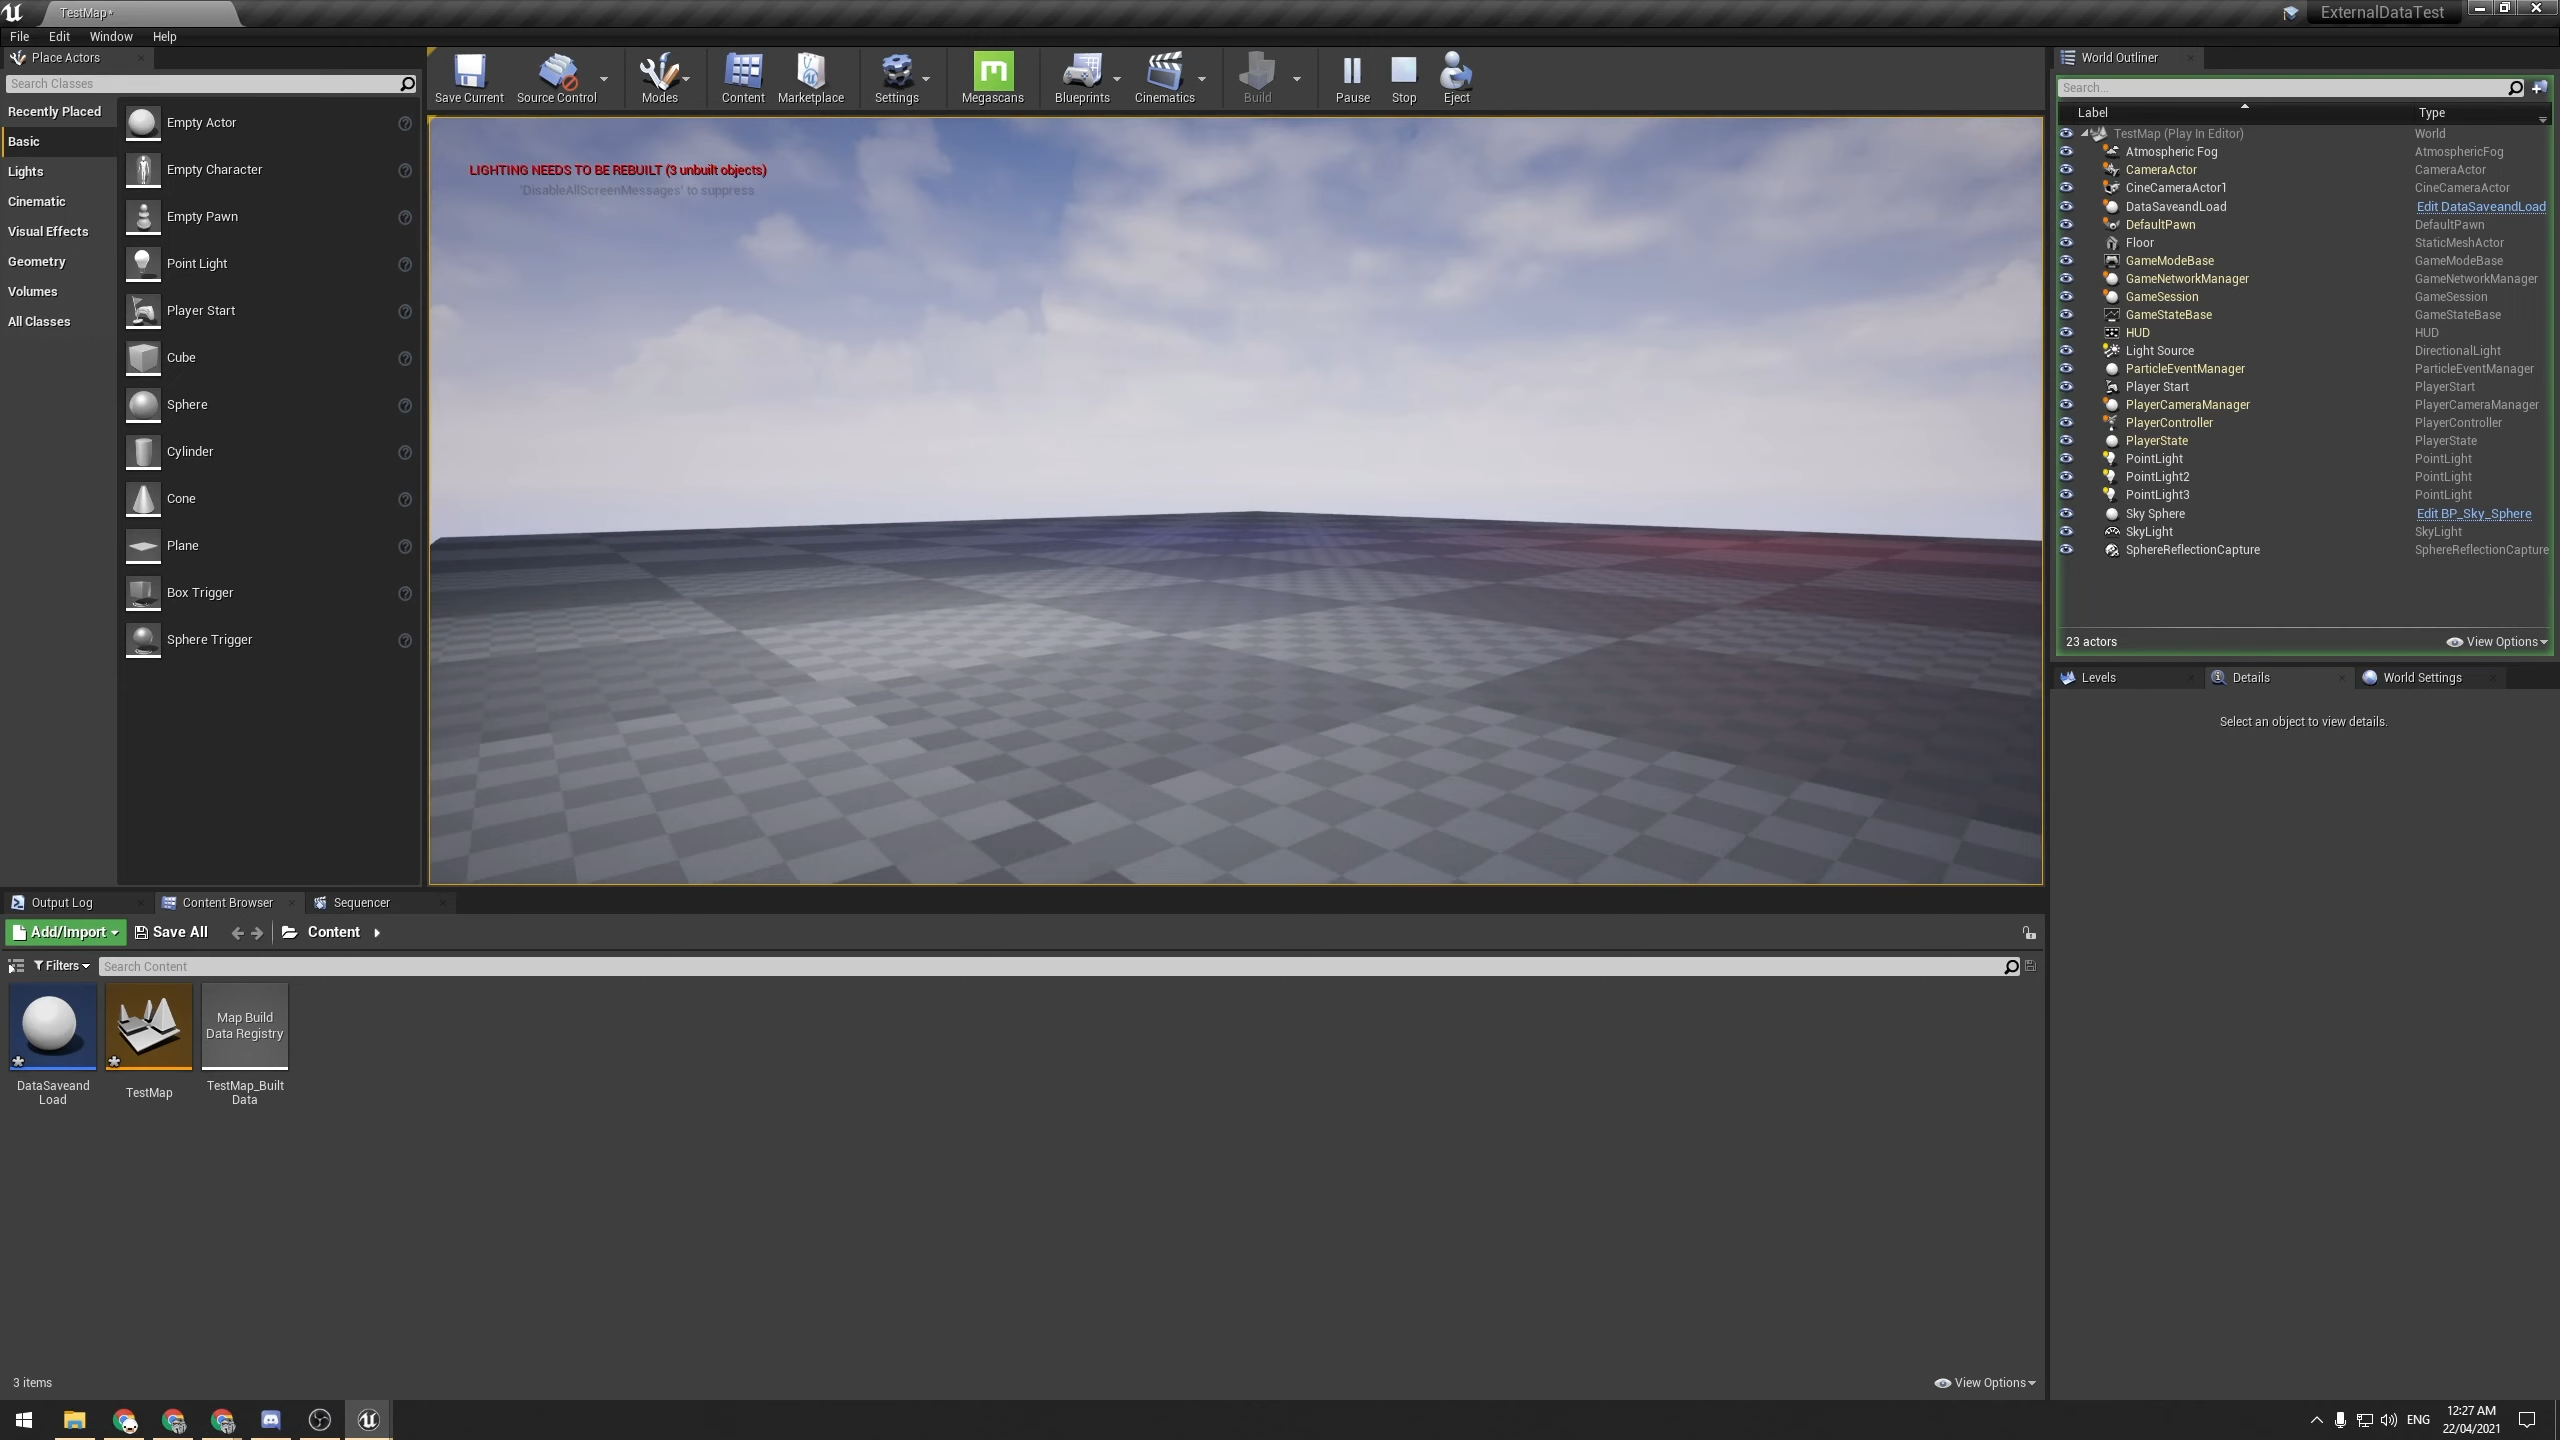 TestMap*
ExternalDataTest
File Edit Window Help
Place Actors
Search Classes
Recently Placed
Basic
Lights
Cinematic
Visual Effects
Geometry
Volumes
All Classes
Empty Actor
Empty Character
Empty Pawn
Point Light
Player Start
Cube
Sphere
Cylinder
Cone
Plane
Box Trigger
Sphere Trigger
Save Current Source Control Modes Content Marketplace Settings Megascans Blueprints Cinematics Build Pause Stop Eject
LIGHTING NEEDS TO BE REBUILT (3 unbuilt objects)
'DisableAllScreenMessages' to suppress
World Outliner
Search...
Label Type
TestMap (Play In Editor) World
Atmospheric Fog AtmosphericFog
CameraActor CameraActor
CineCameraActor1 CineCameraActor
DataSaveandLoad Edit DataSaveandLoad
DefaultPawn DefaultPawn
Floor StaticMeshActor
GameModeBase GameModeBase
GameNetworkManager GameNetworkManager
GameSession GameSession
GameStateBase GameStateBase
HUD HUD
Light Source DirectionalLight
ParticleEventManager ParticleEventManager
Player Start PlayerStart
PlayerCameraManager PlayerCameraManager
PlayerController PlayerController
PlayerState PlayerState
PointLight PointLight
PointLight2 PointLight
PointLight3 PointLight
Sky Sphere Edit BP_Sky_Sphere
SkyLight SkyLight
SphereReflectionCapture SphereReflectionCapture
23 actors View Options
Levels Details World Settings
Select an object to view details.
Output Log Content Browser Sequencer
Add/Import Save All Content
Filters Search Content
Map Build
Data Registry
DataSaveand
Load
TestMap
TestMap_Built
Data
3 items View Options
ENG
12:27 AM
22/04/2021